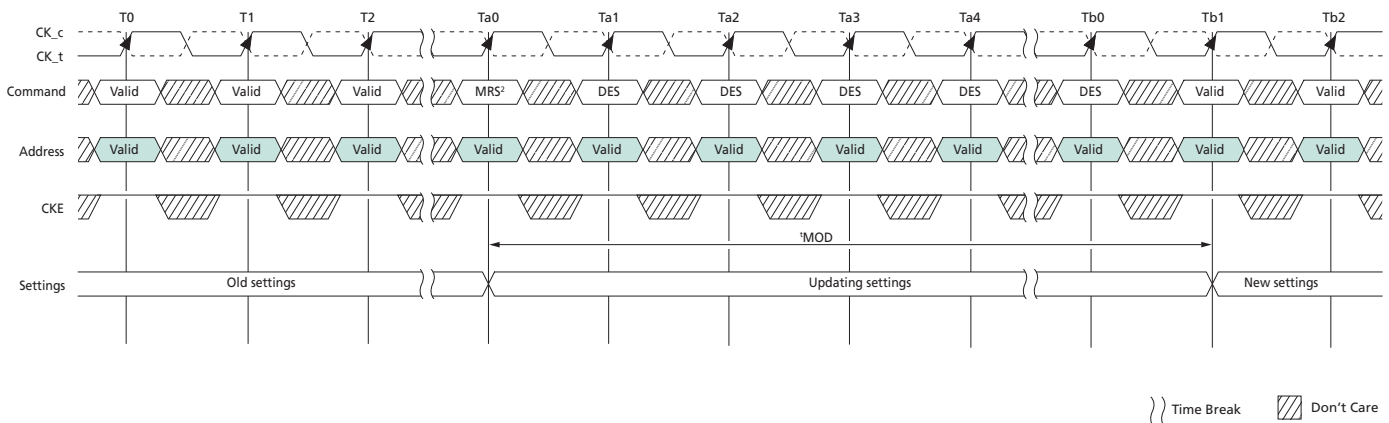 T0 T1 T2 Ta0 Ta1 Ta2 Ta3 Ta4 Tb0 Tb1 Tb2
CK_c
CK_t
Command Valid Valid Valid MRS² DES DES DES DES DES Valid Valid
Address Valid Valid Valid Valid Valid Valid Valid Valid Valid Valid Valid
CKE
ᵗMOD
Settings Old settings Updating settings New settings
Time Break Don't Care